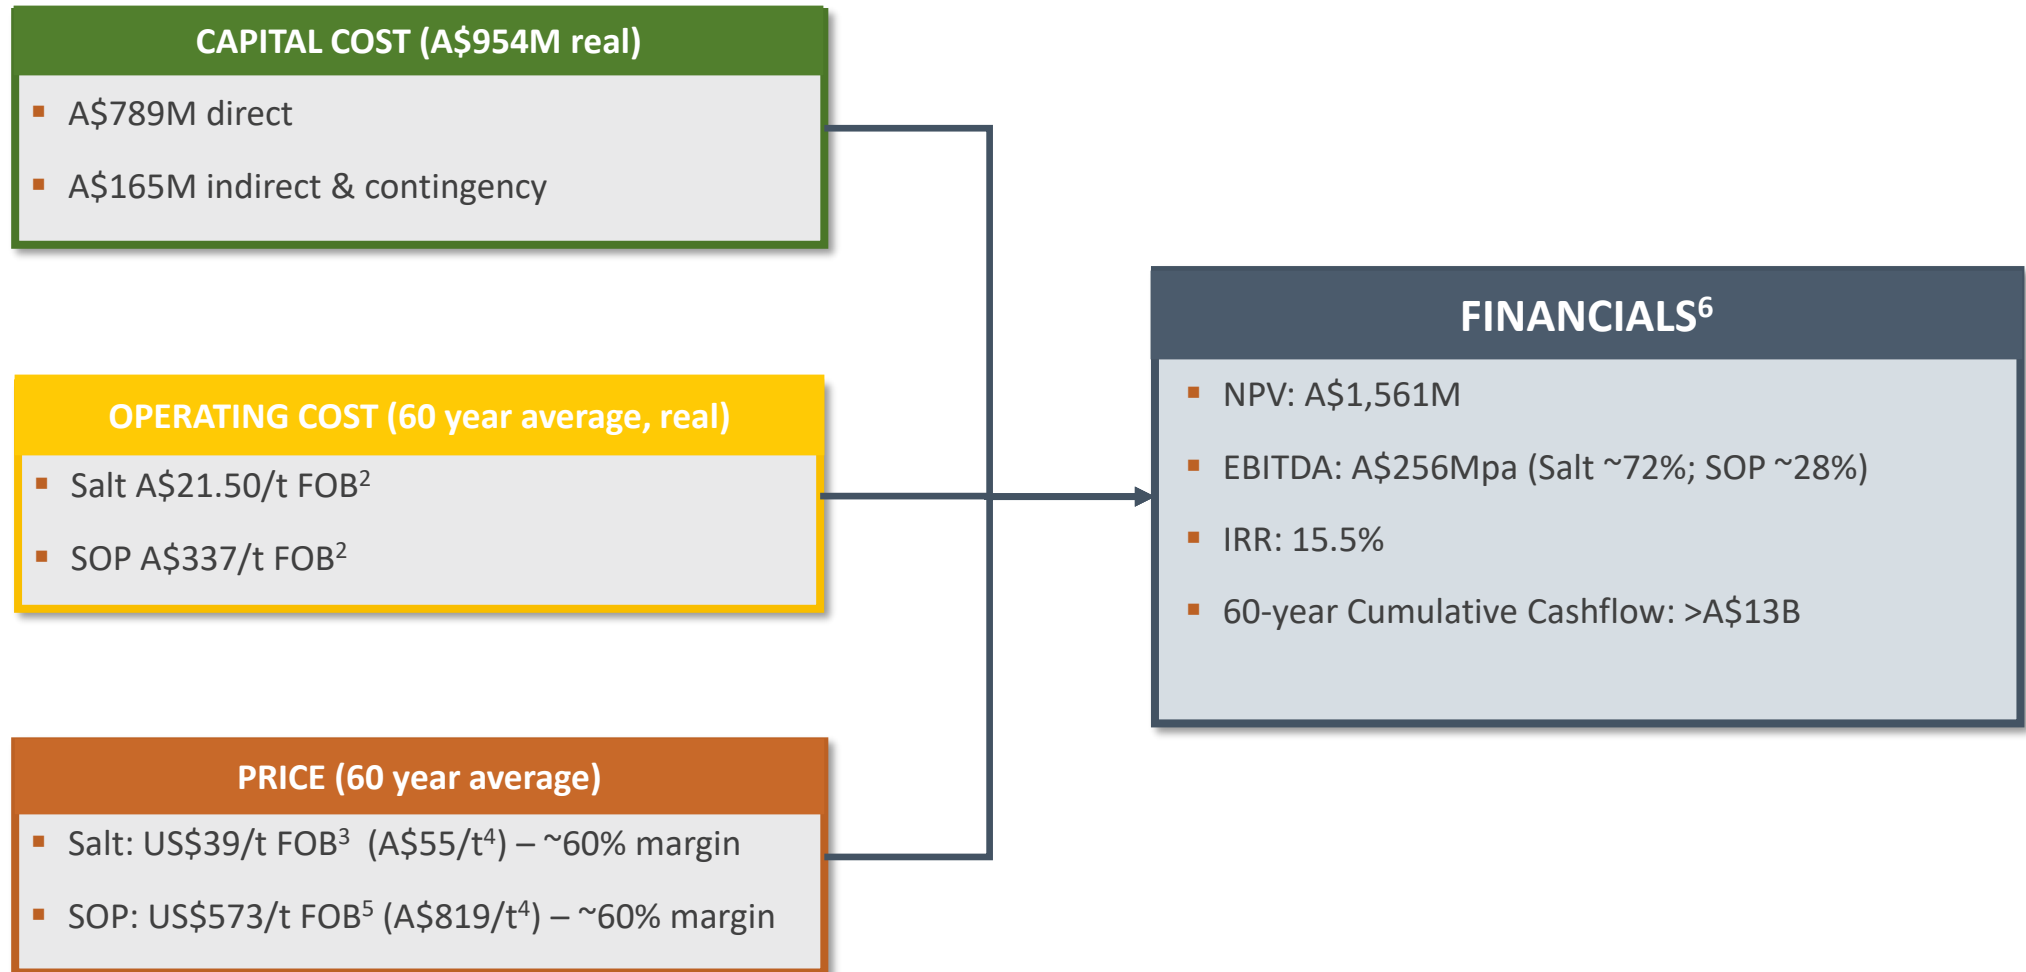 CAPITAL COST (A$954M real)
▪ A$789M direct
▪ A$165M indirect & contingency
OPERATING COST (60 year average, real)
▪ Salt A$21.50/t FOB²
▪ SOP A$337/t FOB²
PRICE (60 year average)
▪ Salt: US$39/t FOB³ (A$55/t⁴) – ~60% margin
▪ SOP: US$573/t FOB⁵ (A$819/t⁴) – ~60% margin
FINANCIALS⁶
▪ NPV: A$1,561M
▪ EBITDA: A$256Mpa (Salt ~72%; SOP ~28%)
▪ IRR: 15.5%
▪ 60-year Cumulative Cashflow: >A$13B